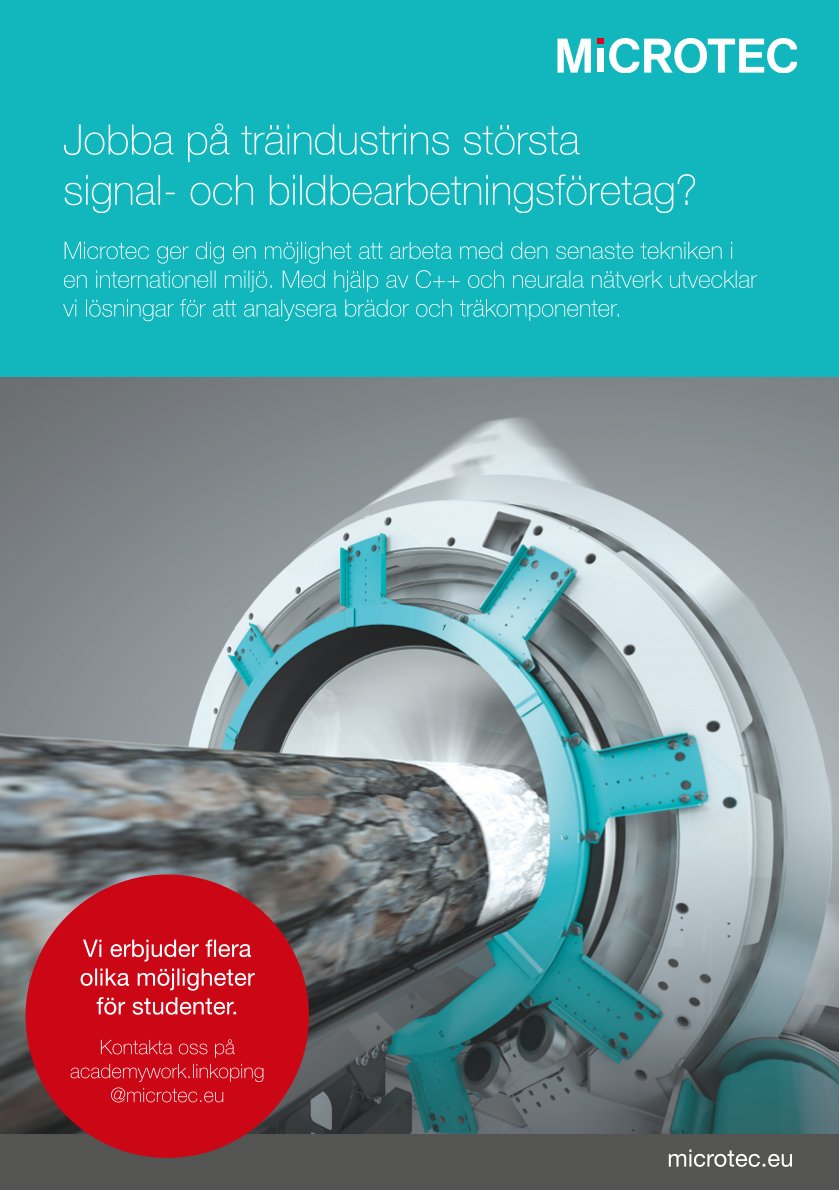 MiCROTEC
Jobba på träindustrins största
signal- och bildbearbetningsföretag?
Microtec ger dig en möjlighet att arbeta med den senaste tekniken i
en internationell miljö. Med hjälp av C++ och neurala nätverk utvecklar
vi lösningar för att analysera brädor och träkomponenter.
Vi erbjuder flera
olika möjligheter
för studenter.
Kontakta oss på
academywork.linkoping
@microtec.eu
microtec.eu